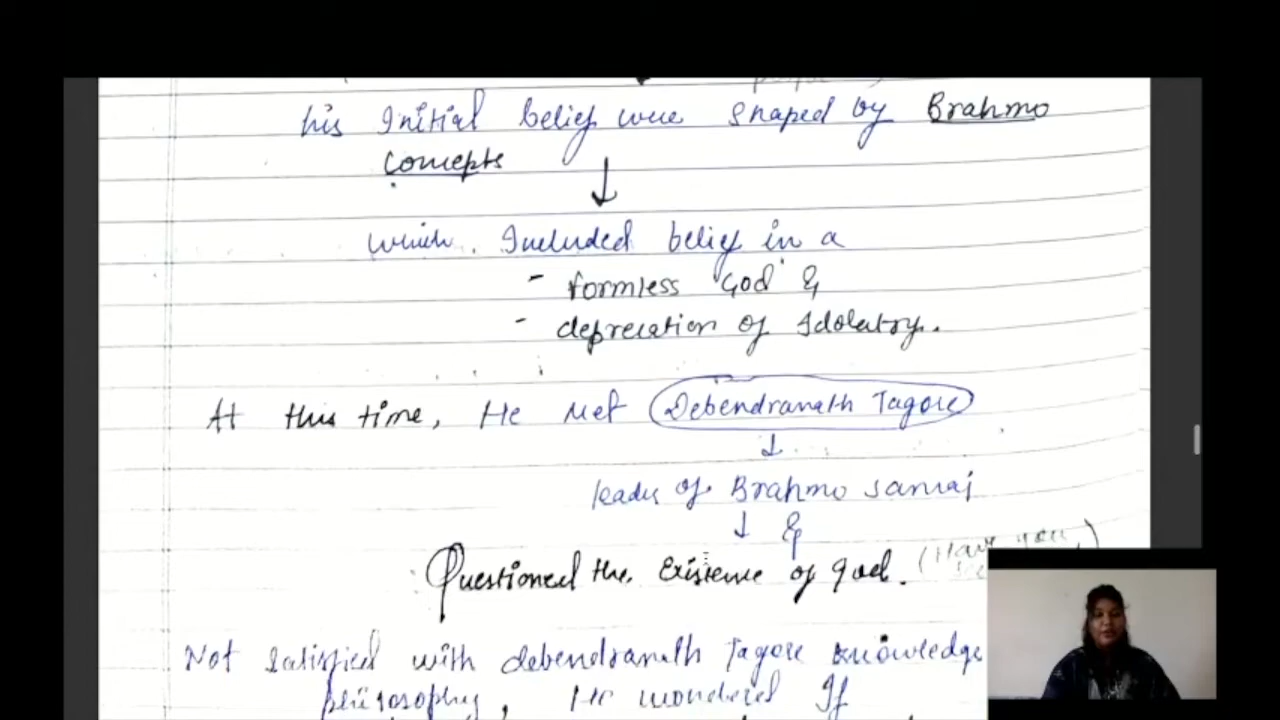 his Initial belief were shaped by Brahmo
concepts
which Included belief in a
- formless God &
- deprecation of Idolatry.
At this time, He Met Debendranath Tagore
leader of Brahmo samaj
&
Questioned the Existence of god. (Have you
Not satisfied with debendranath Tagore knowledge
philosophy, He wondered If